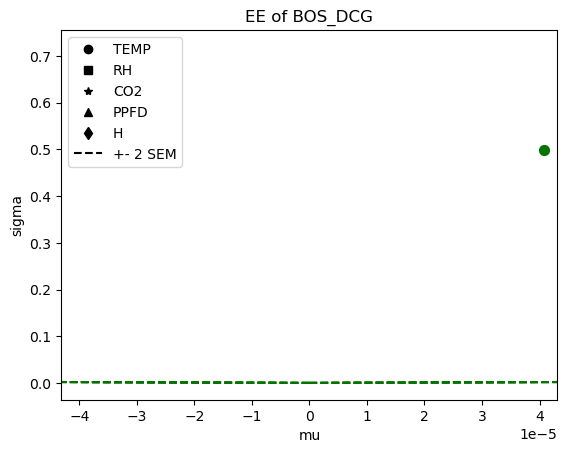 EE of BOS_DCG
TEMP
RH
CO2
PPFD
H
+- 2 SEM
sigma
0.7
0.6
0.5
0.4
0.3
0.2
0.1
0.0
−4 −3 −2 −1 0 1 2 3 4
1e−5
mu